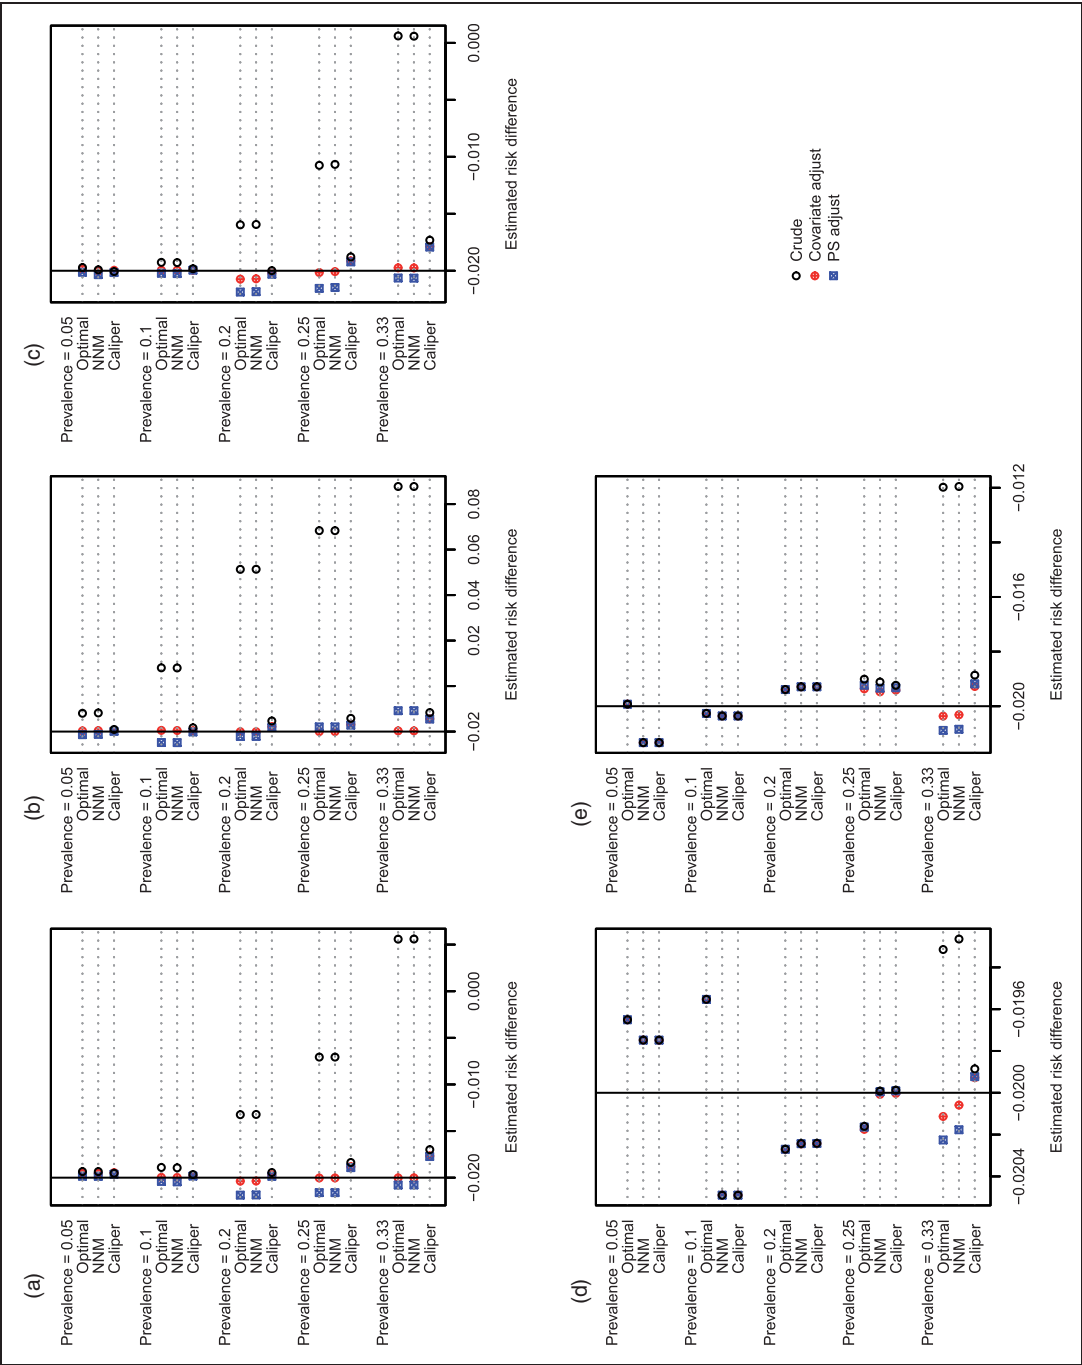 (a)
Prevalence = 0.05
Optimal
NNM
Caliper
Prevalence = 0.1
Optimal
NNM
Caliper
Prevalence = 0.2
Optimal
NNM
Caliper
Prevalence = 0.25
Optimal
NNM
Caliper
Prevalence = 0.33
Optimal
NNM
Caliper
−0.020 −0.010 0.000
Estimated risk difference
(b)
Prevalence = 0.05
Optimal
NNM
Caliper
Prevalence = 0.1
Optimal
NNM
Caliper
Prevalence = 0.2
Optimal
NNM
Caliper
Prevalence = 0.25
Optimal
NNM
Caliper
Prevalence = 0.33
Optimal
NNM
Caliper
−0.02 0.02 0.04 0.06 0.08
Estimated risk difference
(c)
Prevalence = 0.05
Optimal
NNM
Caliper
Prevalence = 0.1
Optimal
NNM
Caliper
Prevalence = 0.2
Optimal
NNM
Caliper
Prevalence = 0.25
Optimal
NNM
Caliper
Prevalence = 0.33
Optimal
NNM
Caliper
−0.020 −0.010 0.000
Estimated risk difference
(d)
Prevalence = 0.05
Optimal
NNM
Caliper
Prevalence = 0.1
Optimal
NNM
Caliper
Prevalence = 0.2
Optimal
NNM
Caliper
Prevalence = 0.25
Optimal
NNM
Caliper
Prevalence = 0.33
Optimal
NNM
Caliper
−0.0204 −0.0200 −0.0196
Estimated risk difference
(e)
Prevalence = 0.05
Optimal
NNM
Caliper
Prevalence = 0.1
Optimal
NNM
Caliper
Prevalence = 0.2
Optimal
NNM
Caliper
Prevalence = 0.25
Optimal
NNM
Caliper
Prevalence = 0.33
Optimal
NNM
Caliper
−0.020 −0.016 −0.012
Estimated risk difference
Crude
Covariate adjust
PS adjust